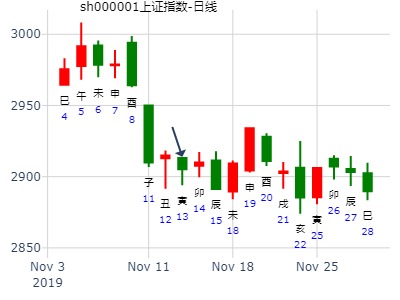 sh000001上证指数-日线
3000
2950
2900
2850
巳
4
午
5
未
6
申
7
酉
8
子
11
丑
12
寅
13
卯
14
辰
15
未
18
申
19
酉
20
戌
21
亥
22
寅
25
卯
26
辰
27
巳
28
Nov 3
2019
Nov 11
Nov 18
Nov 25